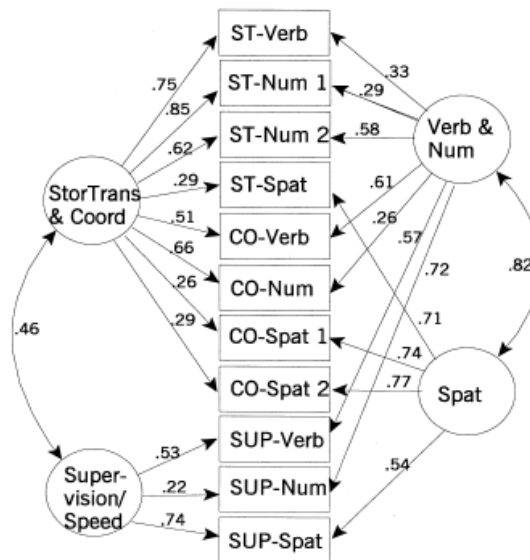 ST-Verb
.75
.33
ST-Num 1
.29
.85
Verb &
Num
ST-Num 2
.58
.62
ST-Spat
.29
StorTrans
& Coord
.61
.51
CO-Verb
.26
.57
.66
.72
CO-Num
.82
.26
.46
.71
CO-Spat 1
.29
.74
CO-Spat 2
.77
Spat
SUP-Verb
.53
.54
Super-
vision/
Speed
.22
SUP-Num
.74
SUP-Spat